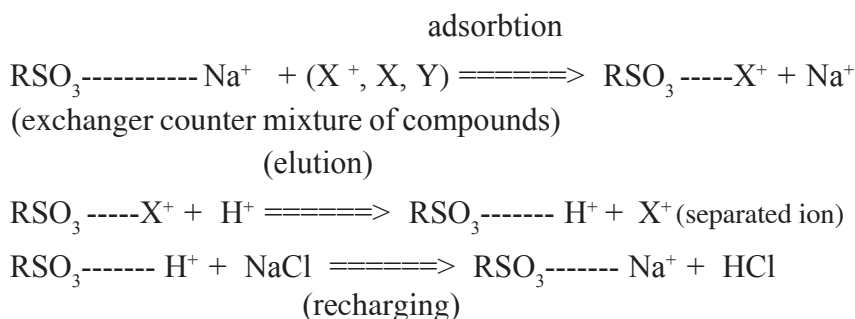 adsorbtion
RSO₃----------- Na⁺ + (X ⁺, X, Y) ======> RSO₃ -----X⁺ + Na⁺
(exchanger counter mixture of compounds)
(elution)
RSO₃ -----X⁺ + H⁺ ======> RSO₃------- H⁺ + X⁺ (separated ion)
RSO₃------- H⁺ + NaCl ======> RSO₃------- Na⁺ + HCl
(recharging)